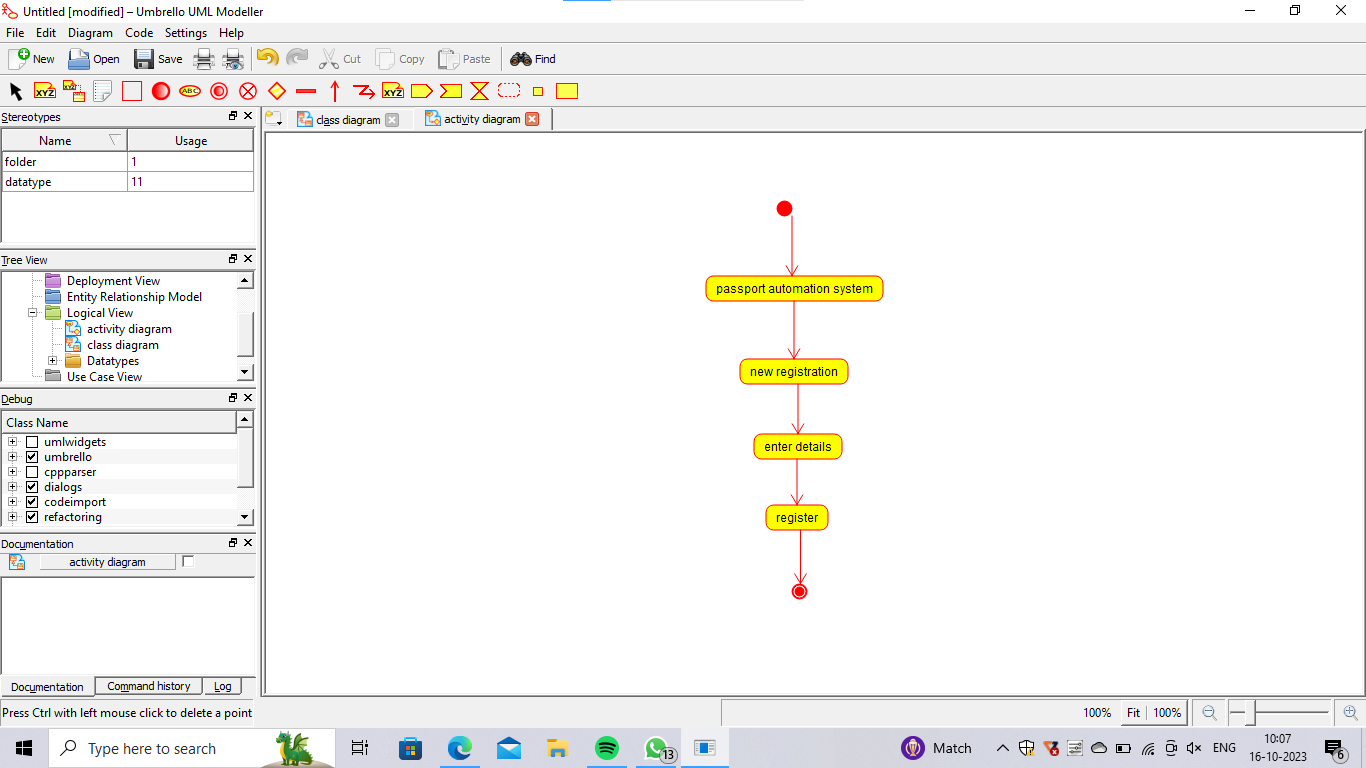 Untitled [modified] – Umbrello UML Modeller
File Edit Diagram Code Settings Help
New Open Save Cut Copy Paste Find
XYZ XYZ ABC XYZ
Stereotypes
class diagram activity diagram
Name Usage
folder 1
datatype 11
Tree View
Deployment View
Entity Relationship Model
Logical View
activity diagram
class diagram
Datatypes
Use Case View
Debug
Class Name
umlwidgets
umbrello
cppparser
dialogs
codeimport
refactoring
Documentation
activity diagram
Documentation Command history Log
passport automation system
new registration
enter details
register
Press Ctrl with left mouse click to delete a point
100% Fit 100%
Type here to search
13
Match
ENG
10:07
16-10-2023
6